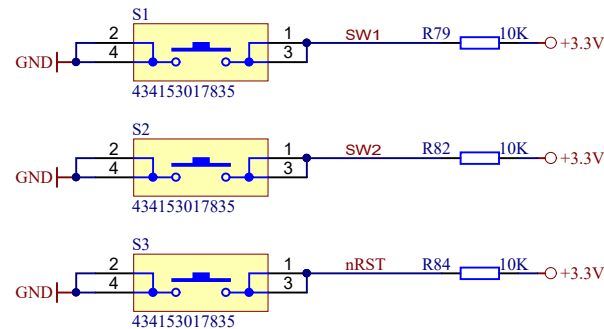 S1
2 1 SW1 R79 10K
GND 4 3 +3.3V
434153017835
S2
2 1 SW2 R82 10K
GND 4 3 +3.3V
434153017835
S3
2 1 nRST R84 10K
GND 4 3 +3.3V
434153017835